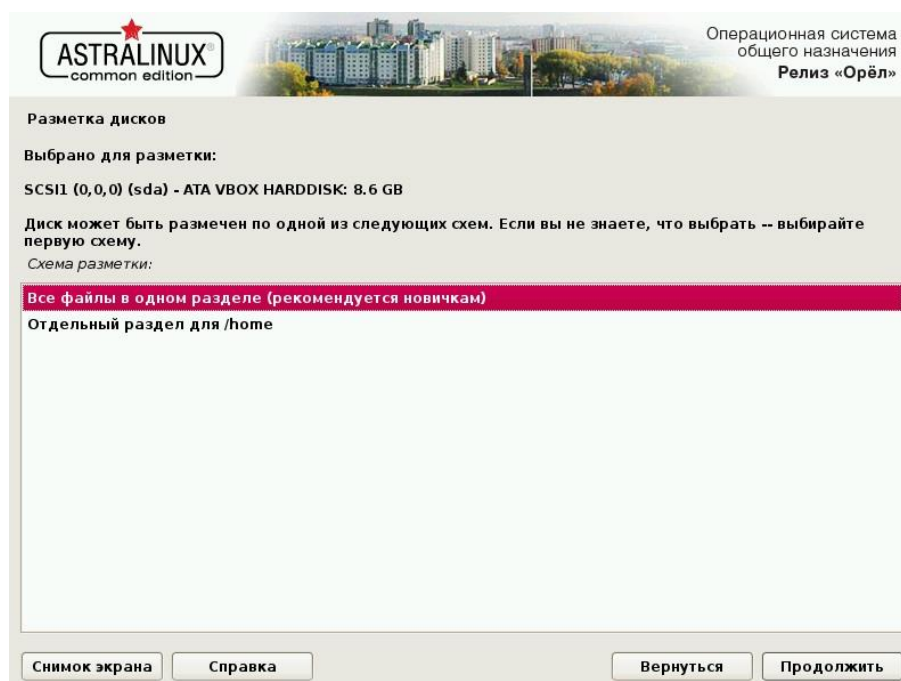 ASTRALINUX®
common edition
Операционная система
общего назначения
Релиз «Орёл»
Разметка дисков
Выбрано для разметки:
SCSI1 (0,0,0) (sda) - ATA VBOX HARDDISK: 8.6 GB
Диск может быть размечен по одной из следующих схем. Если вы не знаете, что выбрать -- выбирайте
первую схему.
Схема разметки:
Все файлы в одном разделе (рекомендуется новичкам)
Отдельный раздел для /home
Снимок экрана
Справка
Вернуться
Продолжить